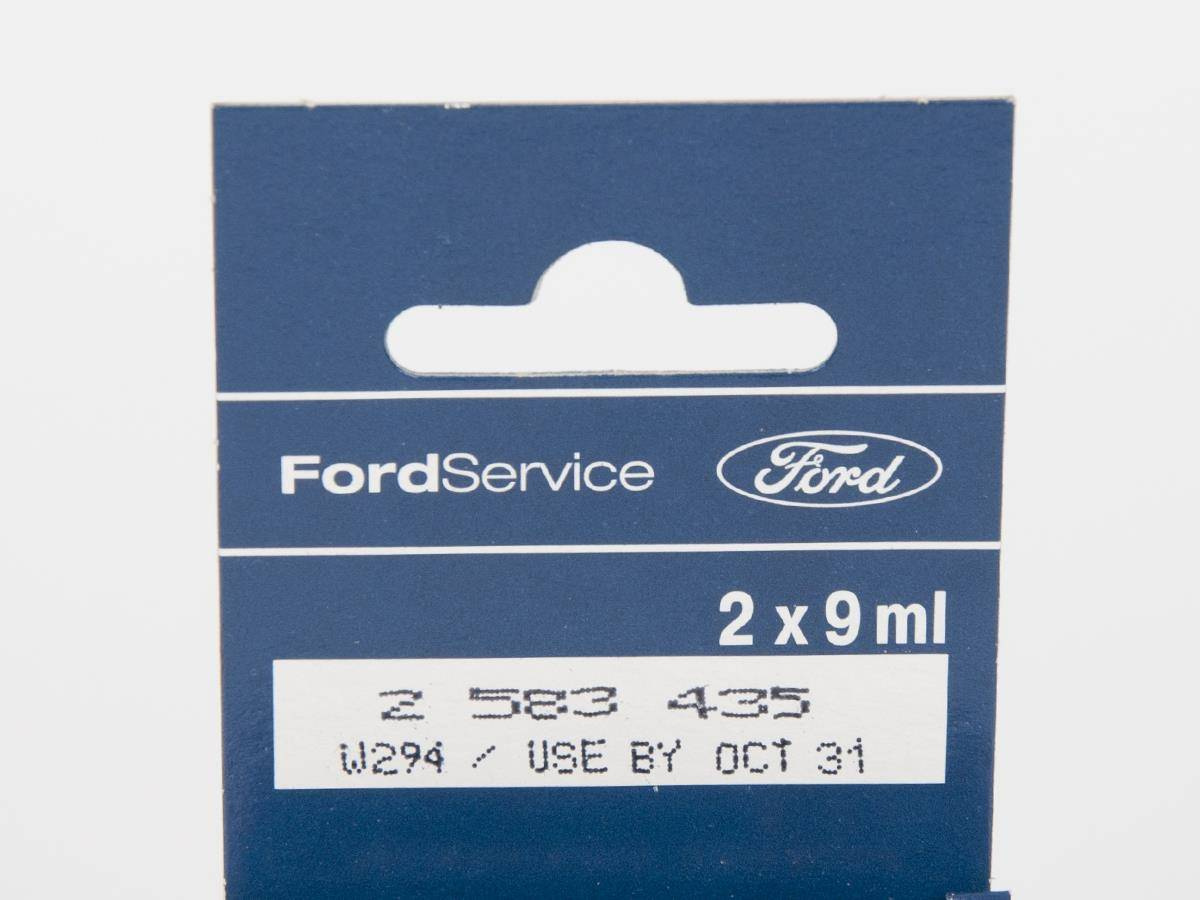 FordService Ford
2 x 9 ml
2 583 435
W294 / USE BY OCT 31